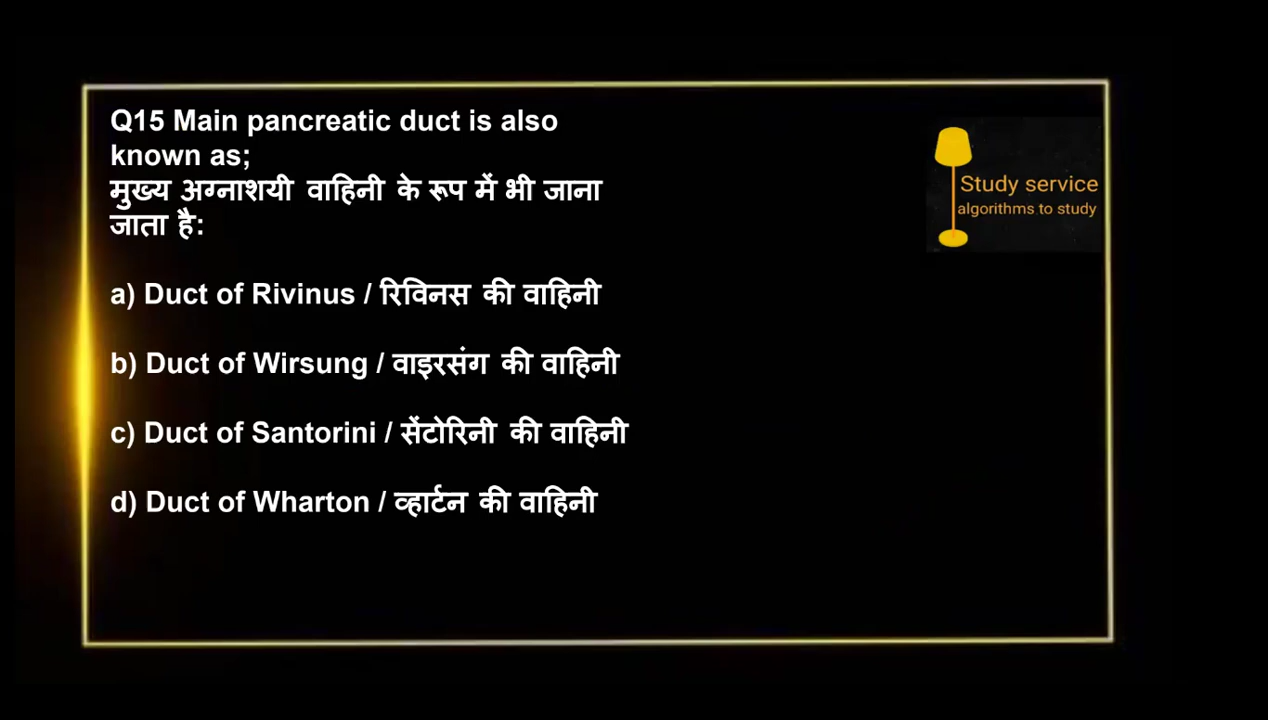 Q15 Main pancreatic duct is also
known as;
मुख्य अग्नाशयी वाहिनी के रूप में भी जाना
जाता है:
a) Duct of Rivinus / रिविनस की वाहिनी
b) Duct of Wirsung / वाइरसंग की वाहिनी
c) Duct of Santorini / सेंटोरिनी की वाहिनी
d) Duct of Wharton / व्हार्टन की वाहिनी
Study service
algorithms to study